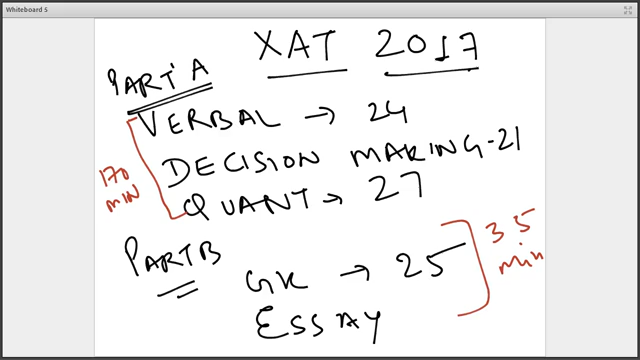 Whiteboard 5
XAT 2017
PART A
VERBAL → 24
DECISION MAKING - 21
QUANT → 27
170 MIN
PART B
GK → 25
ESSAY
35 min